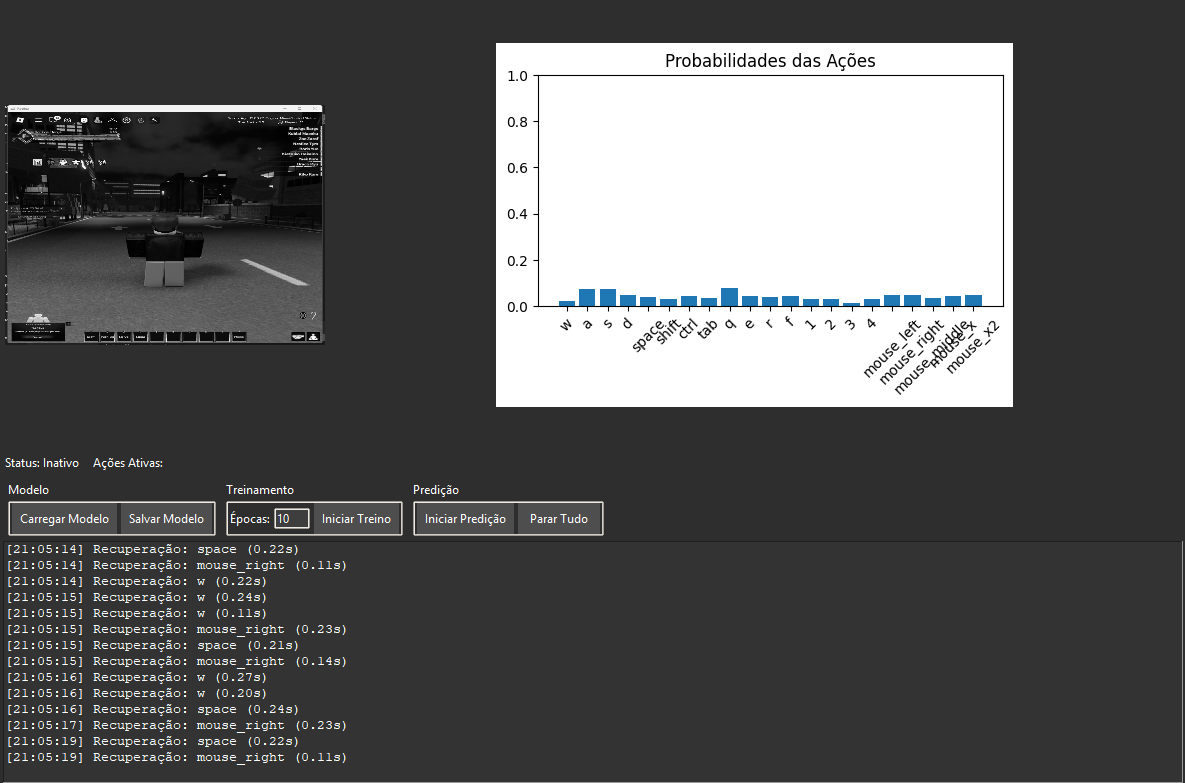 Probabilidades das Ações
1.0
0.8
0.6
0.4
0.2
0.0
w
a
s
d
space
shift
ctrl
tab
q
e
r
f
1
2
3
4
mouse_left
mouse_right
mouse_middle
mouse_x
mouse_x2
Status: Inativo Ações Ativas:
Modelo Treinamento Predição
Carregar Modelo Salvar Modelo Épocas: 10 Iniciar Treino Iniciar Predição Parar Tudo
[21:05:14] Recuperação: space (0.22s)
[21:05:14] Recuperação: mouse_right (0.11s)
[21:05:14] Recuperação: w (0.22s)
[21:05:15] Recuperação: w (0.24s)
[21:05:15] Recuperação: w (0.11s)
[21:05:15] Recuperação: mouse_right (0.23s)
[21:05:15] Recuperação: space (0.21s)
[21:05:15] Recuperação: mouse_right (0.14s)
[21:05:16] Recuperação: w (0.27s)
[21:05:16] Recuperação: w (0.20s)
[21:05:16] Recuperação: space (0.24s)
[21:05:17] Recuperação: mouse_right (0.23s)
[21:05:19] Recuperação: space (0.22s)
[21:05:19] Recuperação: mouse_right (0.11s)